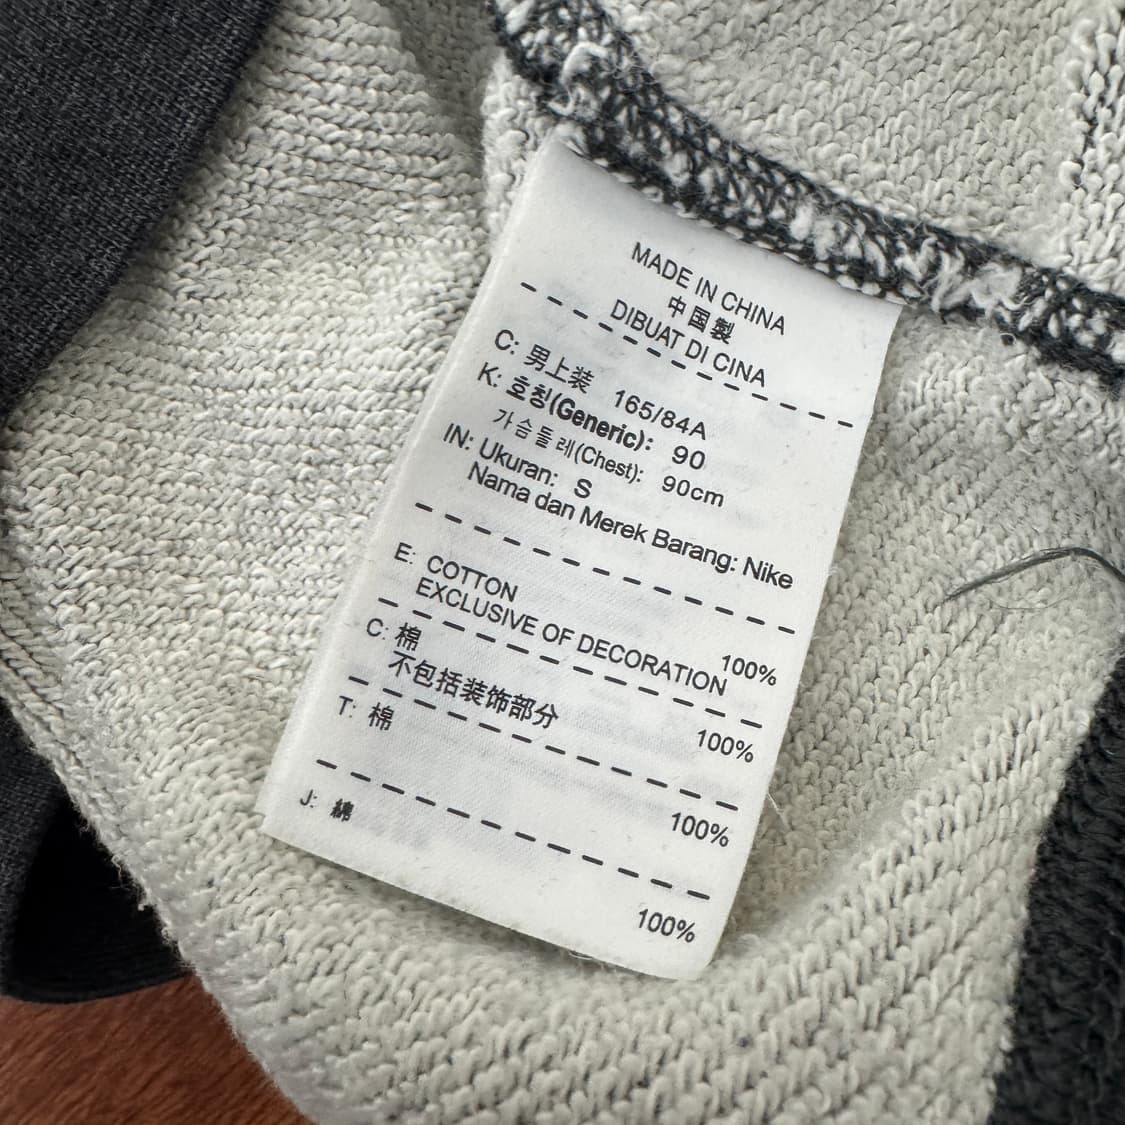 MADE IN CHINA
中国製
DIBUAT DI CINA
C: 男上装 165/84A
K: 호칭(Generic): 90
가슴둘레(Chest): 90cm
IN: Ukuran: S
Nama dan Merek Barang: Nike
E: COTTON 100%
EXCLUSIVE OF DECORATION
C: 棉 100%
不包括装饰部分
T: 棉 100%
J: 綿 100%